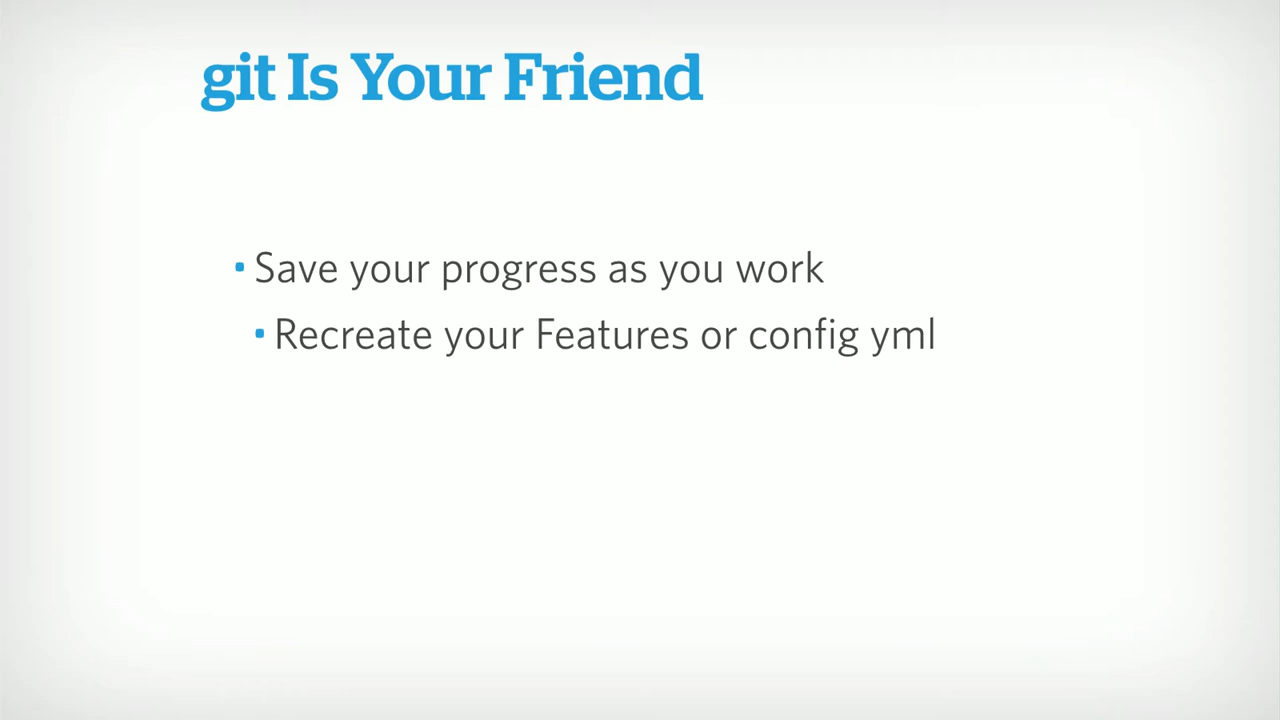 git Is Your Friend
Save your progress as you work
Recreate your Features or config yml